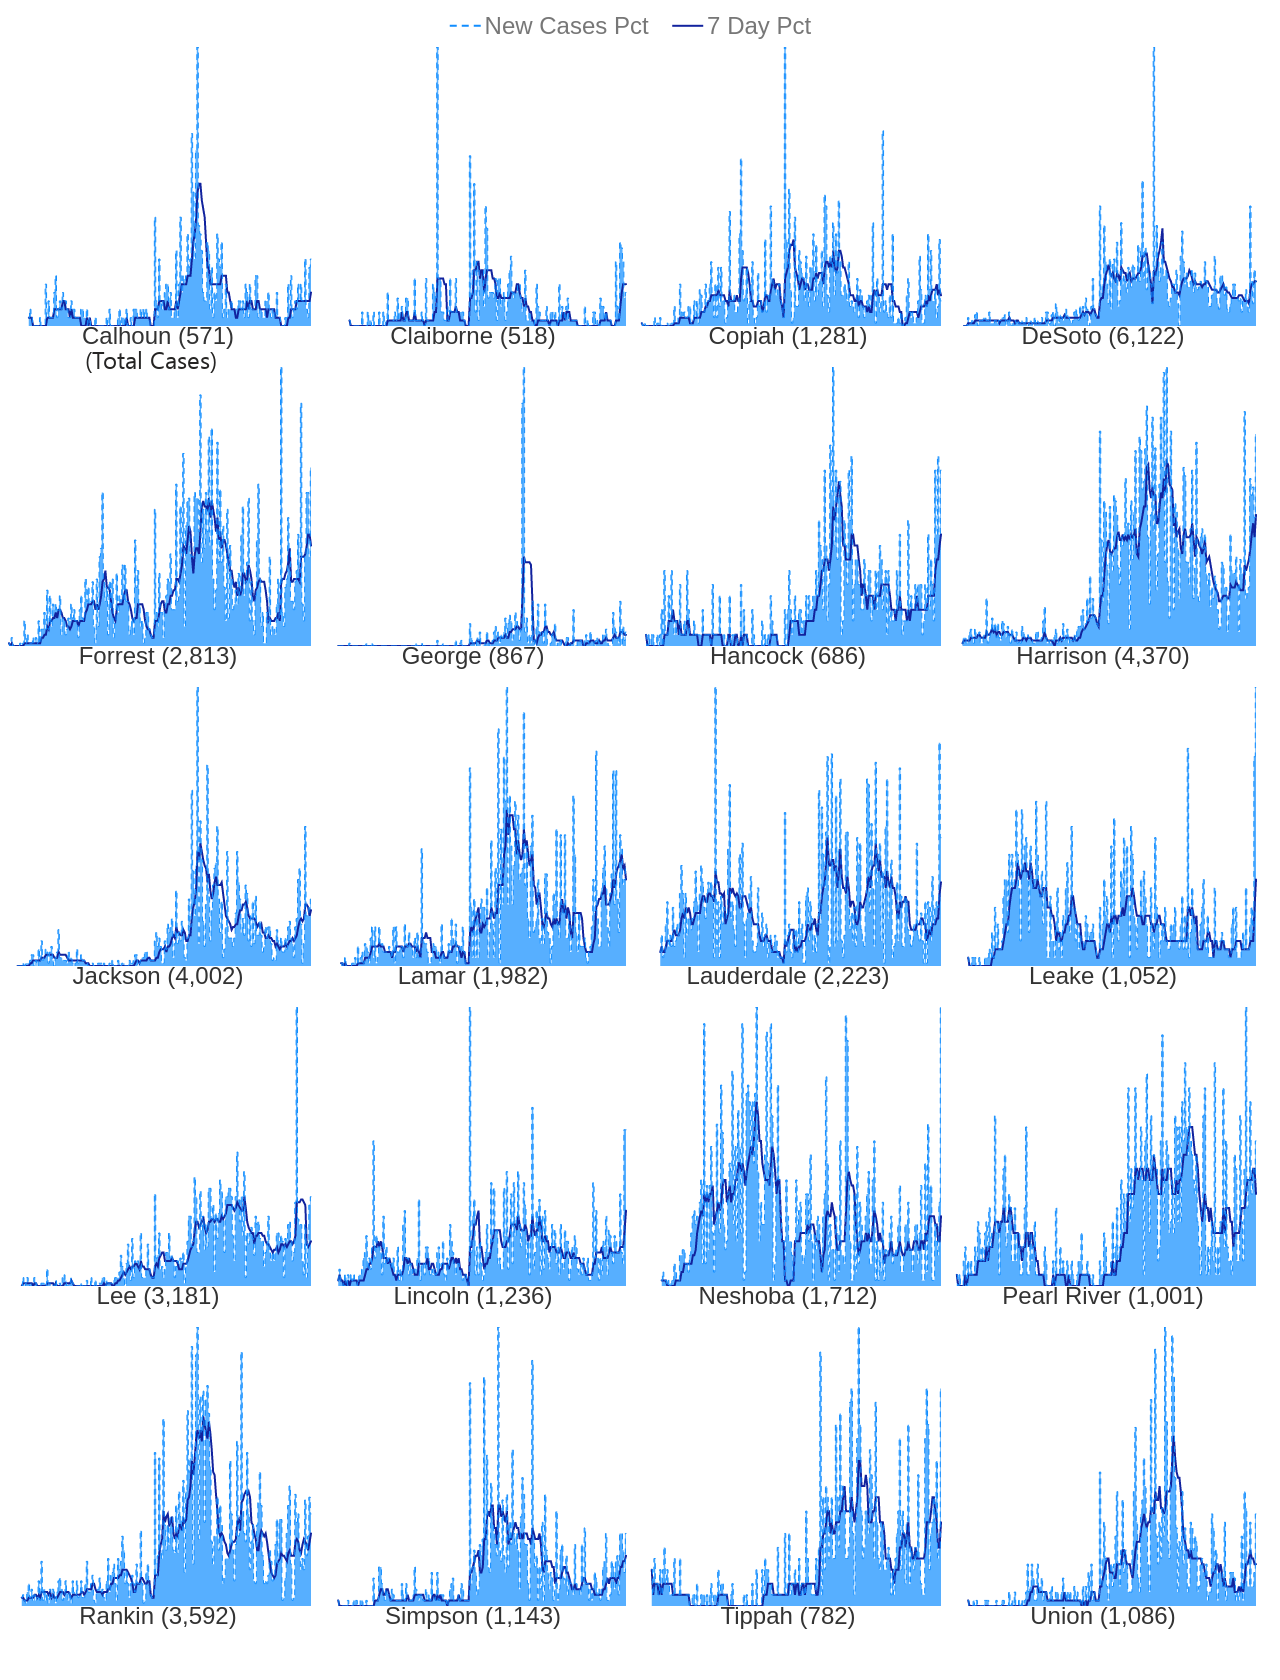 New Cases Pct 7 Day Pct
Calhoun (571) Claiborne (518) Copiah (1,281) DeSoto (6,122)
(Total Cases)
Forrest (2,813) George (867) Hancock (686) Harrison (4,370)
Jackson (4,002) Lamar (1,982) Lauderdale (2,223) Leake (1,052)
Lee (3,181) Lincoln (1,236) Neshoba (1,712) Pearl River (1,001)
Rankin (3,592) Simpson (1,143) Tippah (782) Union (1,086)